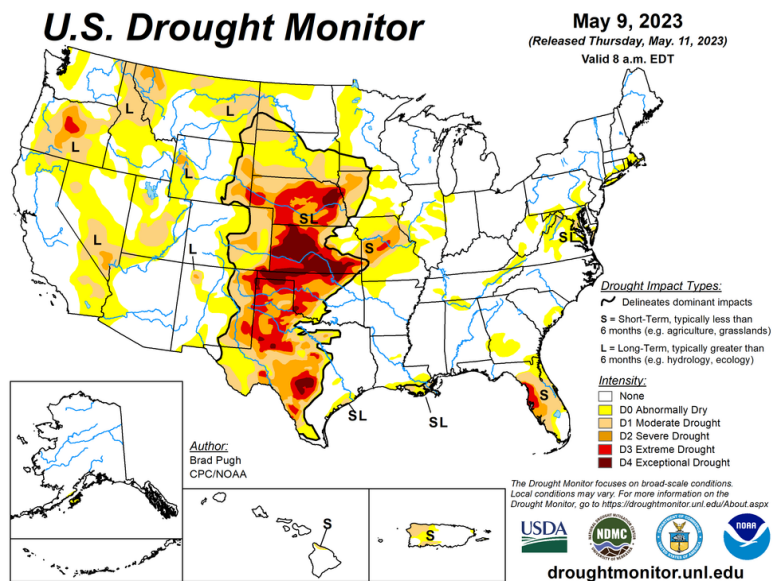 U.S. Drought Monitor
May 9, 2023
(Released Thursday, May. 11, 2023)
Valid 8 a.m. EDT
L
L
L
L
L
L
L
SL
S
SL
SL
SL
S
Drought Impact Types:
Delineates dominant impacts
S = Short-Term, typically less than
6 months (e.g. agriculture, grasslands)
L = Long-Term, typically greater than
6 months (e.g. hydrology, ecology)
Intensity:
None
D0 Abnormally Dry
D1 Moderate Drought
D2 Severe Drought
D3 Extreme Drought
D4 Exceptional Drought
Author:
Brad Pugh
CPC/NOAA
S
S
The Drought Monitor focuses on broad-scale conditions.
Local conditions may vary. For more information on the
Drought Monitor, go to https://droughtmonitor.unl.edu/About.aspx
USDA
NDMC
NOAA
droughtmonitor.unl.edu